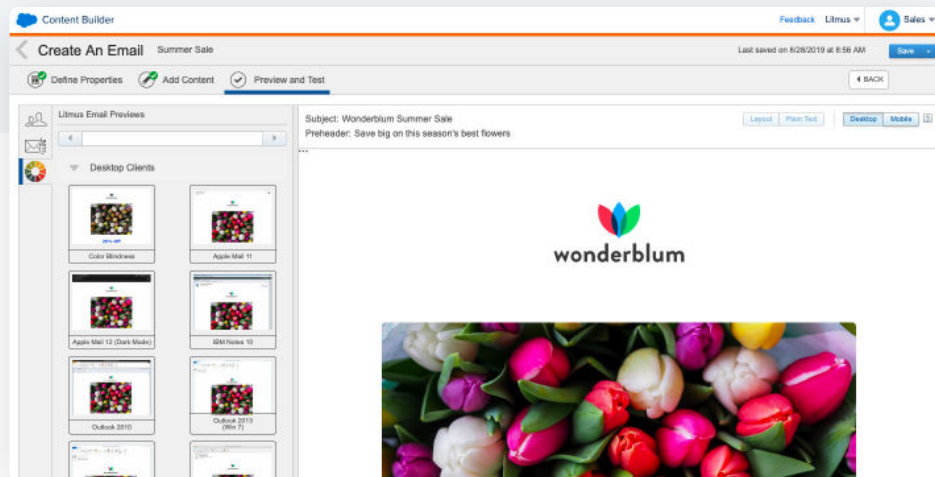 Content Builder
Feedback Litmus Sales
Create An Email Summer Sale
Last saved on 8/28/2019 at 8:56 AM
Save
Define Properties
Add Content
Preview and Test
BACK
Litmus Email Previews
Subject: Wonderblum Summer Sale
Preheader: Save big on this season's best flowers
Layout Plain Text Desktop Mobile
...
Desktop Clients
20% Off
Color Blindness
Apple Mail 11
Apple Mail 12 (Dark Mode)
IBM Notes 10
Outlook 2010
Outlook 2013
(Win 7)
wonderblum